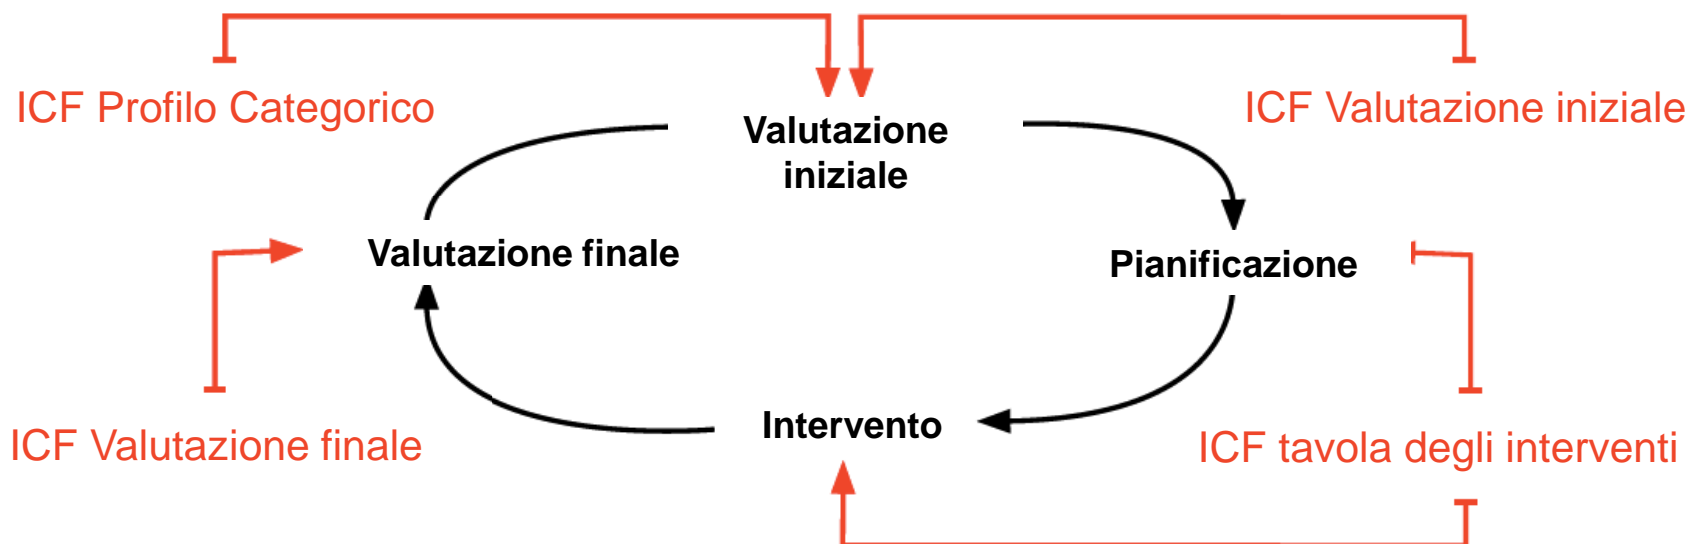 ICF Profilo Categorico
ICF Valutazione iniziale
Valutazione
iniziale
Valutazione finale
Pianificazione
Intervento
ICF Valutazione finale
ICF tavola degli interventi